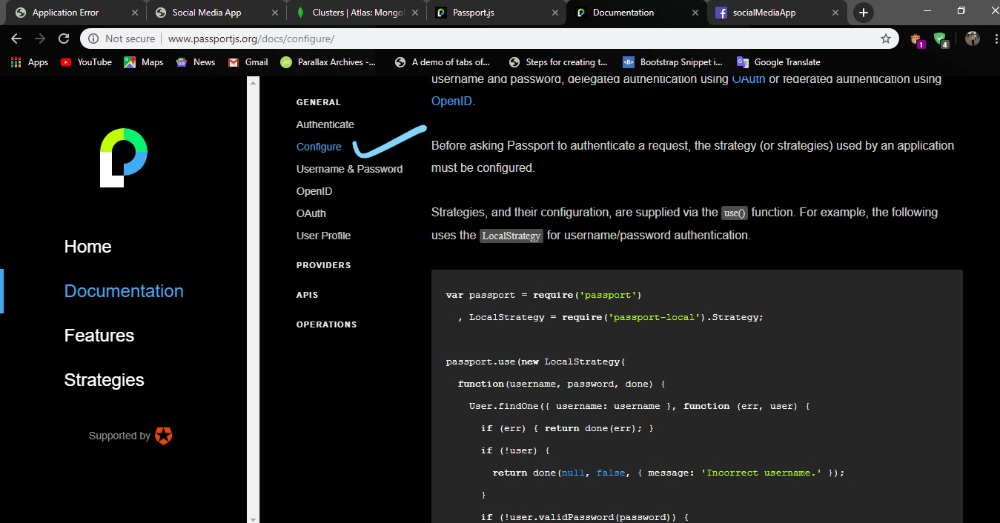 Application Error
Social Media App
Clusters | Atlas: Mongo
Passport.js
Documentation
socialMediaApp
Not secure
www.passportjs.org/docs/configure/
1
4
Apps
YouTube
Maps
News
Gmail
Parallax Archives -...
A demo of tabs of...
Steps for creating t...
Bootstrap Snippet i...
Google Translate
Home
Documentation
Features
Strategies
Supported by
GENERAL
Authenticate
Configure
Username & Password
OpenID
OAuth
User Profile
PROVIDERS
APIS
OPERATIONS
username and password, delegated authentication using OAuth or federated authentication using
OpenID.
Before asking Passport to authenticate a request, the strategy (or strategies) used by an application
must be configured.
Strategies, and their configuration, are supplied via the use() function. For example, the following
uses the LocalStrategy for username/password authentication.
var passport = require('passport')
, LocalStrategy = require('passport-local').Strategy;
passport.use(new LocalStrategy(
function(username, password, done) {
User.findOne({ username: username }, function (err, user) {
if (err) { return done(err); }
if (!user) {
return done(null, false, { message: 'Incorrect username.' });
}
if (!user.validPassword(password)) {